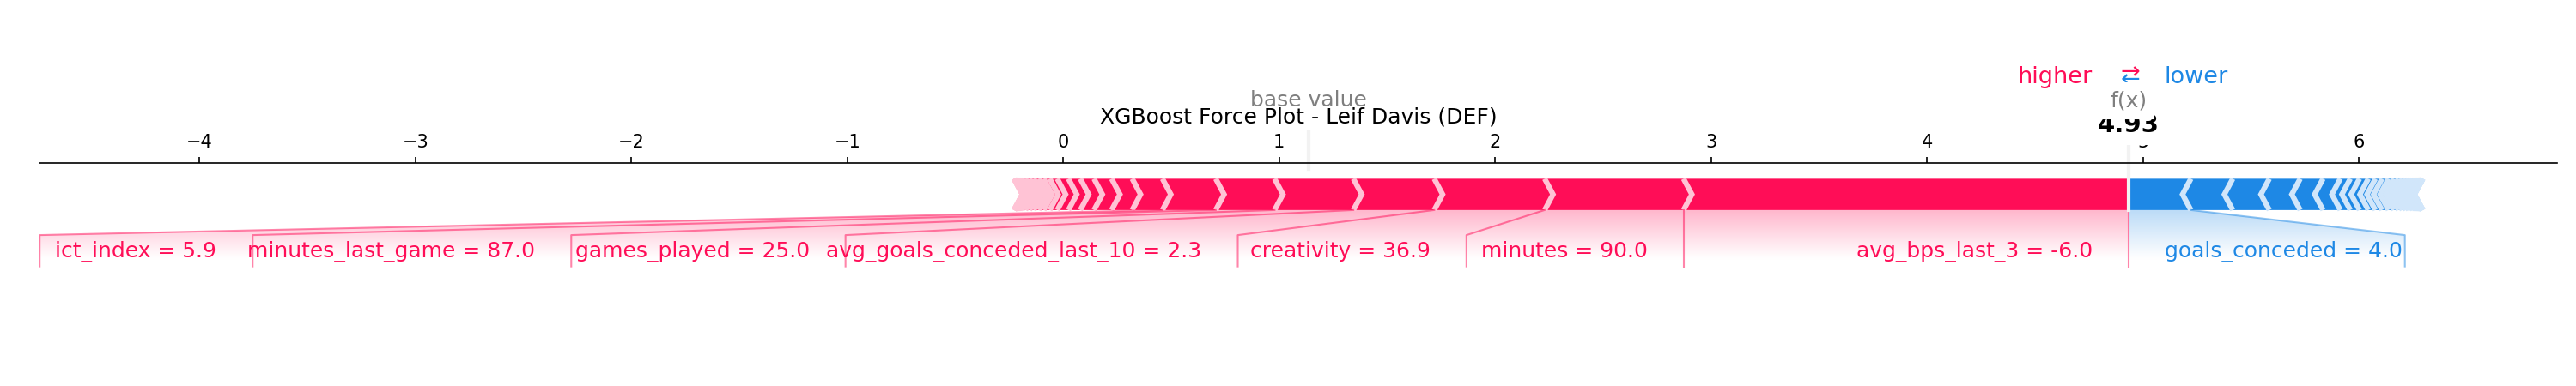 higher ⇄ lower
base value
f(x)
XGBoost Force Plot - Leif Davis (DEF)
4.93
−4 −3 −2 −1 0 1 2 3 4 5 6
ict_index = 5.9 minutes_last_game = 87.0 games_played = 25.0 avg_goals_conceded_last_10 = 2.3 creativity = 36.9 minutes = 90.0 avg_bps_last_3 = -6.0 goals_conceded = 4.0